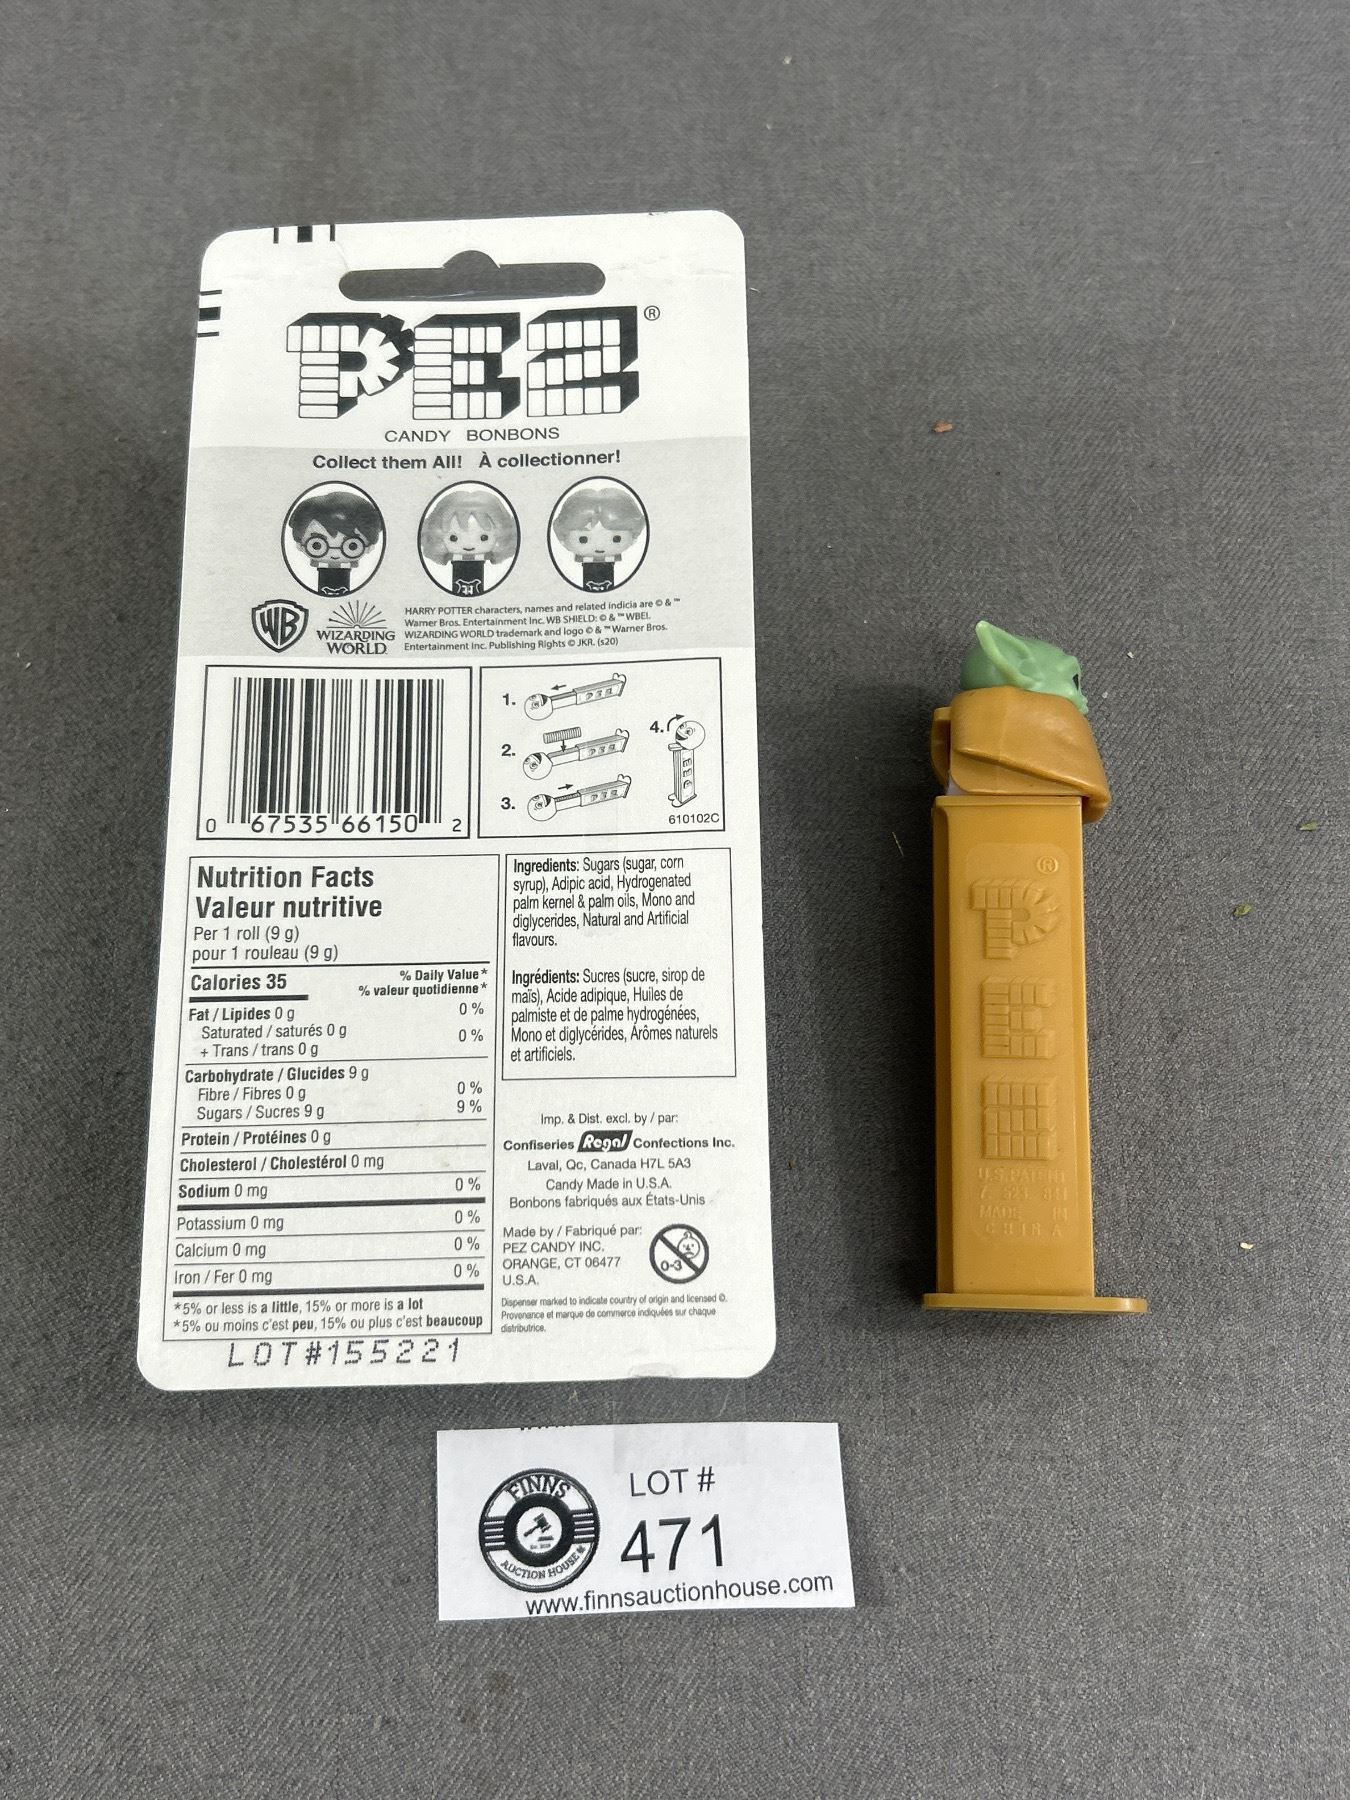 PEZ®
CANDY BONBONS
Collect them All! À collectionner!
WB
WIZARDING
WORLD
HARRY POTTER characters, names and related indicia are © & ™
Warner Bros. Entertainment Inc. WB SHIELD: © & ™ WBEI.
WIZARDING WORLD trademark and logo © & ™ Warner Bros.
Entertainment Inc. Publishing Rights © JKR. (s20)
0 67535 66150 2
1.
2.
3.
4.
610102C
Nutrition Facts
Valeur nutritive
Per 1 roll (9 g)
pour 1 rouleau (9 g)
Calories 35
% Daily Value*
% valeur quotidienne*
Fat / Lipides 0 g 0 %
Saturated / saturés 0 g
+ Trans / trans 0 g 0 %
Carbohydrate / Glucides 9 g
Fibre / Fibres 0 g 0 %
Sugars / Sucres 9 g 9 %
Protein / Protéines 0 g
Cholesterol / Cholestérol 0 mg
Sodium 0 mg 0 %
Potassium 0 mg 0 %
Calcium 0 mg 0 %
Iron / Fer 0 mg 0 %
*5% or less is a little, 15% or more is a lot
*5% ou moins c'est peu, 15% ou plus c'est beaucoup
LOT#155221
Ingredients: Sugars (sugar, corn
syrup), Adipic acid, Hydrogenated
palm kernel & palm oils, Mono and
diglycerides, Natural and Artificial
flavours.
Ingrédients: Sucres (sucre, sirop de
maïs), Acide adipique, Huiles de
palmiste et de palme hydrogénées,
Mono et diglycérides, Arômes naturels
et artificiels.
Imp. & Dist. excl. by / par:
Confiseries Regal Confections Inc.
Laval, Qc, Canada H7L 5A3
Candy Made in U.S.A.
Bonbons fabriqués aux États-Unis
Made by / Fabriqué par:
PEZ CANDY INC.
ORANGE, CT 06477
U.S.A.
0-3
Dispenser marked to indicate country of origin and licensed ©.
Provenance et marque de commerce indiquées sur chaque
distributrice.
PEZ®
U.S. PATENT
MADE IN
FINNS
AUCTION HOUSE
LOT #
471
www.finnsauctionhouse.com